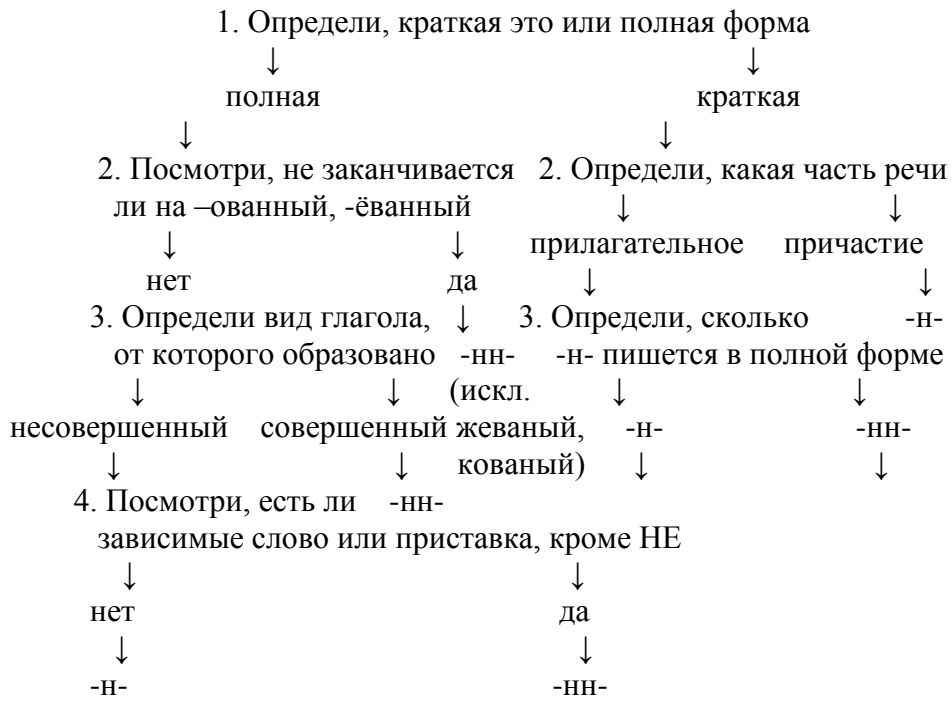 1. Определи, краткая это или полная форма
↓ ↓
полная краткая
↓ ↓
2. Посмотри, не заканчивается 2. Определи, какая часть речи
ли на –ованный, -ёванный ↓ ↓
↓ ↓ прилагательное причастие
нет да ↓ ↓
3. Определи вид глагола, ↓ 3. Определи, сколько -н-
от которого образовано -нн- -н- пишется в полной форме
↓ ↓ (искл. ↓ ↓
несовершенный совершенный жеваный, -н- -нн-
↓ ↓ кованый) ↓ ↓
4. Посмотри, есть ли -нн-
зависимые слово или приставка, кроме НЕ
↓ ↓
нет да
↓ ↓
-н- -нн-